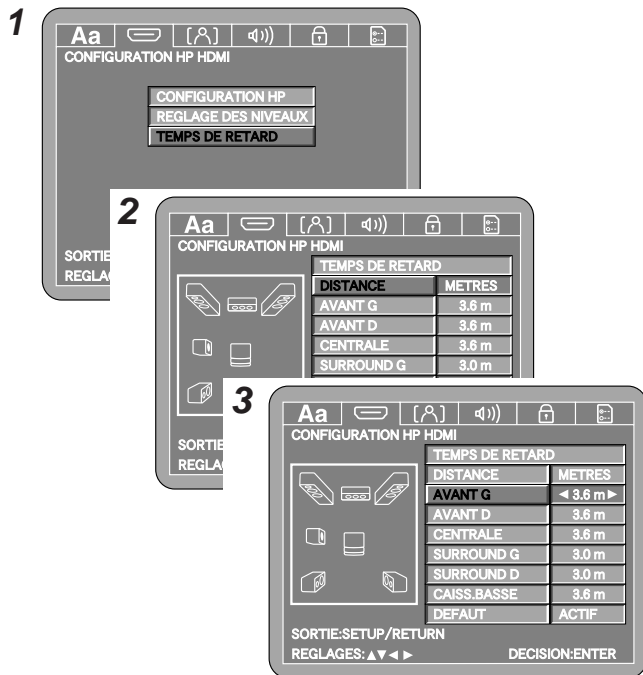 1
Aa
CONFIGURATION HP HDMI
CONFIGURATION HP
REGLAGE DES NIVEAUX
TEMPS DE RETARD
SORTIE
REGLA
2
Aa
CONFIGURATION HP HDMI
TEMPS DE RETARD
DISTANCE METRES
AVANT G 3.6 m
AVANT D 3.6 m
CENTRALE 3.6 m
SURROUND G 3.0 m
SORTIE
REGLA
3
Aa
CONFIGURATION HP HDMI
TEMPS DE RETARD
DISTANCE METRES
AVANT G ◄ 3.6 m ►
AVANT D 3.6 m
CENTRALE 3.6 m
SURROUND G 3.0 m
SURROUND D 3.0 m
CAISS.BASSE 3.6 m
DEFAUT ACTIF
SORTIE:SETUP/RETURN
REGLAGES:▲▼◄ ► DECISION:ENTER